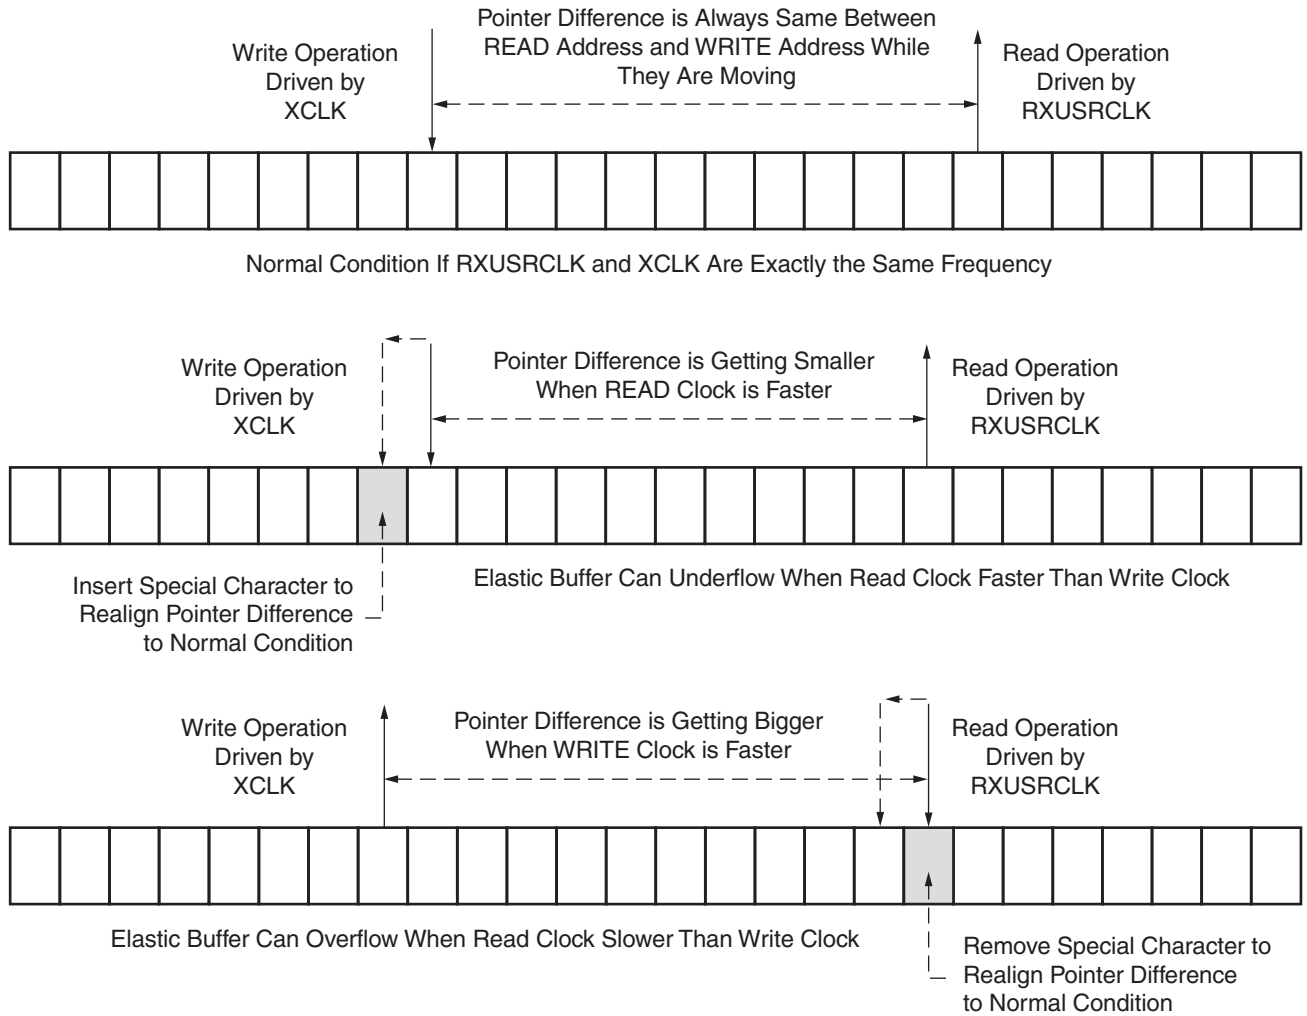 Pointer Difference is Always Same Between
READ Address and WRITE Address While
They Are Moving
Write Operation
Driven by
XCLK
Read Operation
Driven by
RXUSRCLK
Normal Condition If RXUSRCLK and XCLK Are Exactly the Same Frequency
Write Operation
Driven by
XCLK
Pointer Difference is Getting Smaller
When READ Clock is Faster
Read Operation
Driven by
RXUSRCLK
Insert Special Character to
Realign Pointer Difference
to Normal Condition
Elastic Buffer Can Underflow When Read Clock Faster Than Write Clock
Write Operation
Driven by
XCLK
Pointer Difference is Getting Bigger
When WRITE Clock is Faster
Read Operation
Driven by
RXUSRCLK
Elastic Buffer Can Overflow When Read Clock Slower Than Write Clock
Remove Special Character to
Realign Pointer Difference
to Normal Condition